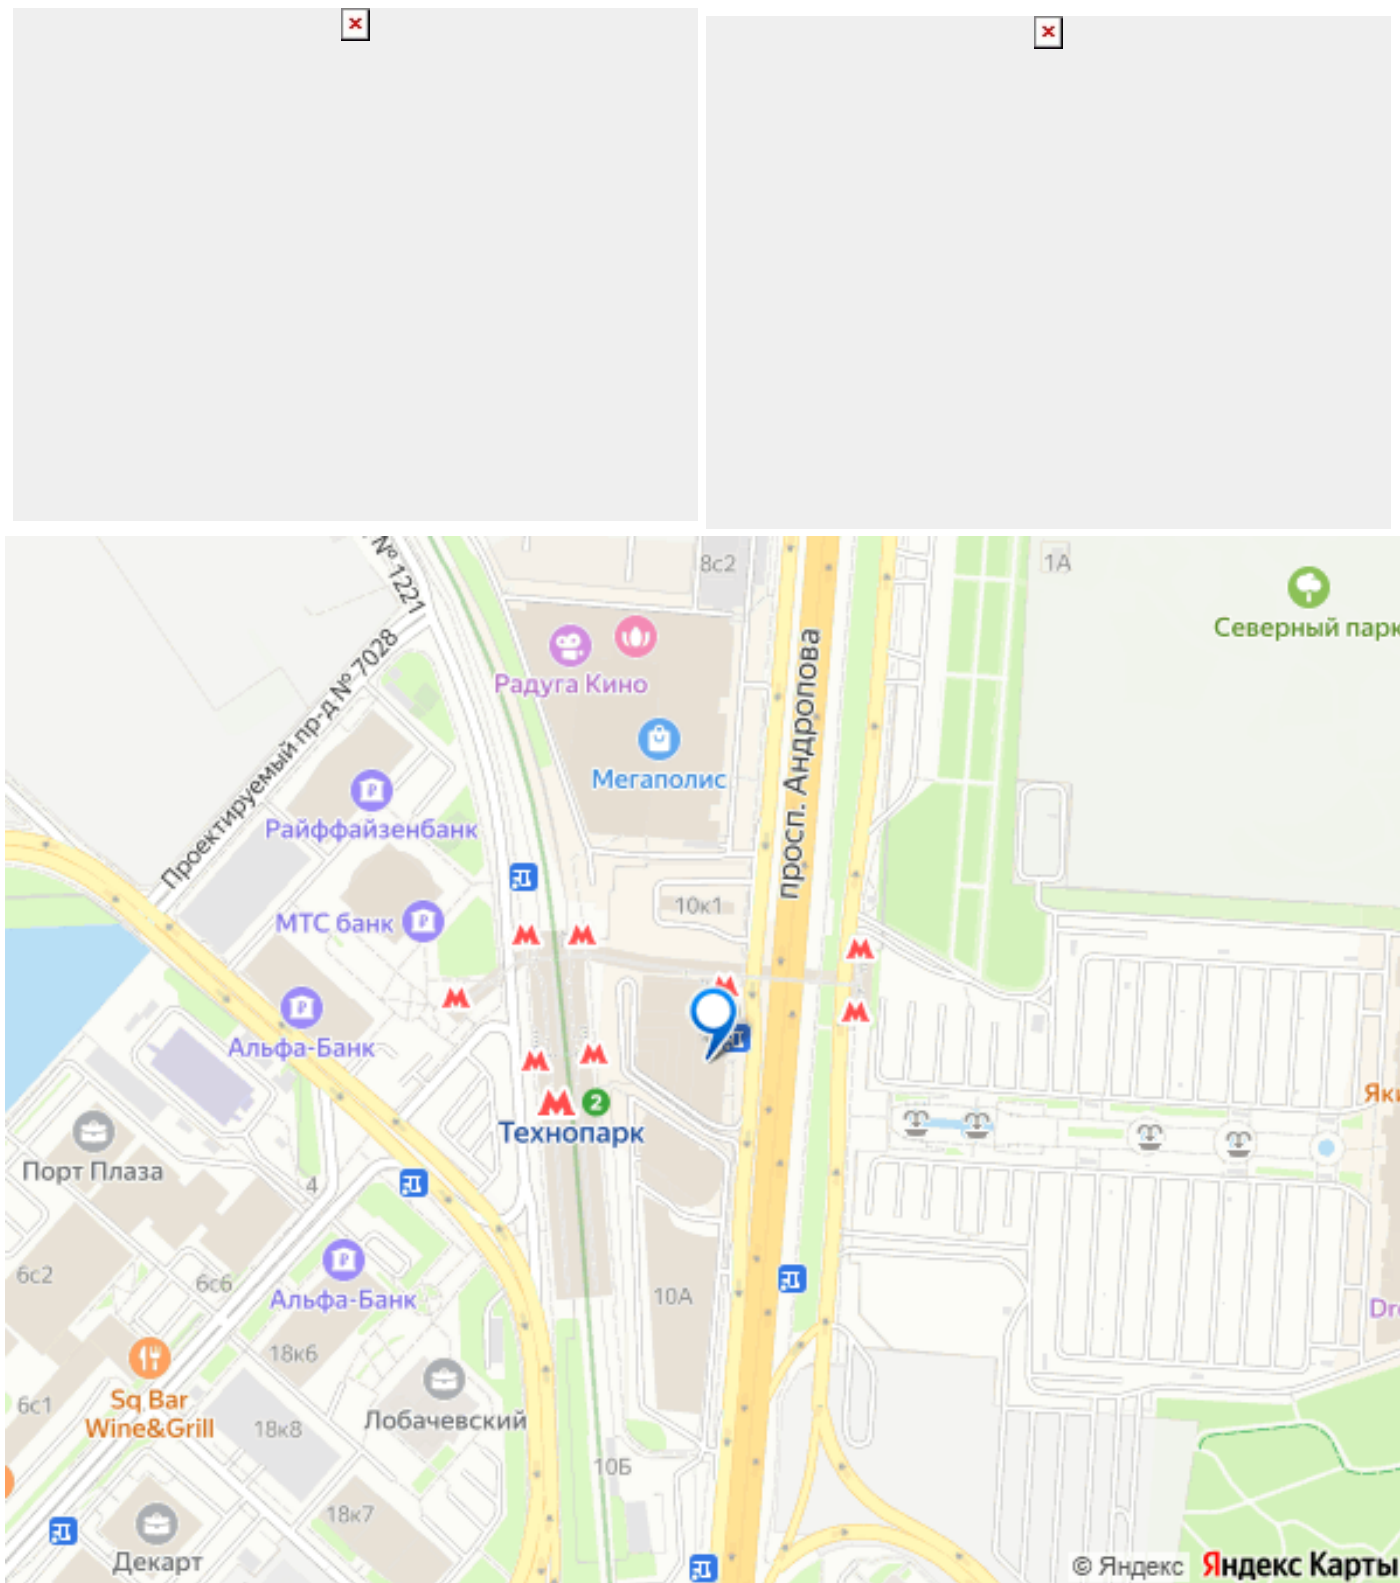 № 1221
8с2
1А
Северный парк
Проектируемый пр-д № 7028
Радуга Кино
просп. Андропова
Мегаполис
Райффайзенбанк
10к1
МТС банк
Альфа-Банк
2
Технопарк
Порт Плаза
4
6с2
6с6
Альфа-Банк
10А
18к6
Sq Bar
Wine&Grill
6с1
18к8
Лобачевский
10Б
18к7
Декарт
© Яндекс
Яндекс Карты